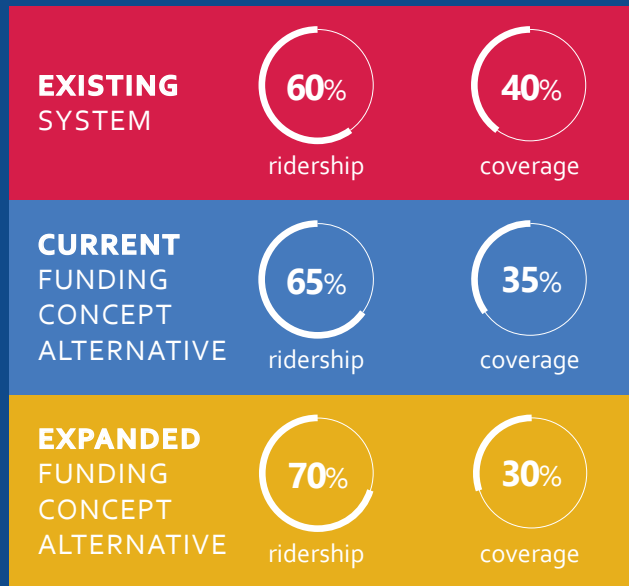 EXISTING
SYSTEM
60%
ridership
40%
coverage
CURRENT
FUNDING
CONCEPT
ALTERNATIVE
65%
ridership
35%
coverage
EXPANDED
FUNDING
CONCEPT
ALTERNATIVE
70%
ridership
30%
coverage